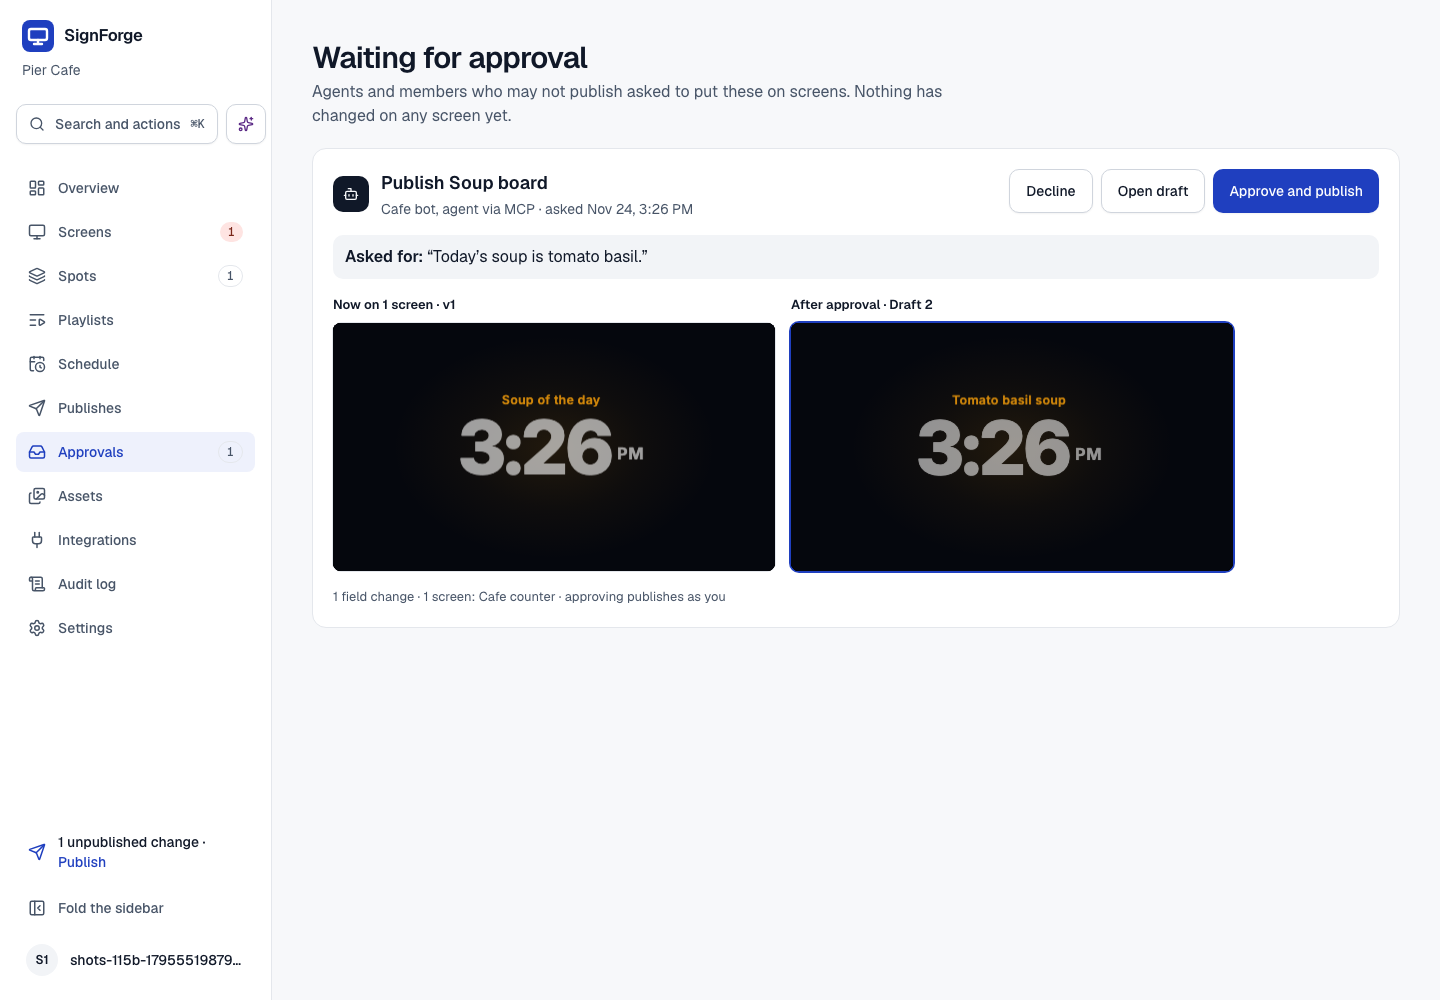 SignForge
Pier Cafe
Search and actions ⌘K
Overview
Screens 1
Spots 1
Playlists
Schedule
Publishes
Approvals 1
Assets
Integrations
Audit log
Settings
1 unpublished change ·
Publish
Fold the sidebar
S1 shots-115b-17955519879…
Waiting for approval
Agents and members who may not publish asked to put these on screens. Nothing has
changed on any screen yet.
Publish Soup board
Cafe bot, agent via MCP · asked Nov 24, 3:26 PM
Decline
Open draft
Approve and publish
Asked for: “Today’s soup is tomato basil.”
Now on 1 screen · v1
Soup of the day
3:26 PM
After approval · Draft 2
Tomato basil soup
3:26 PM
1 field change · 1 screen: Cafe counter · approving publishes as you